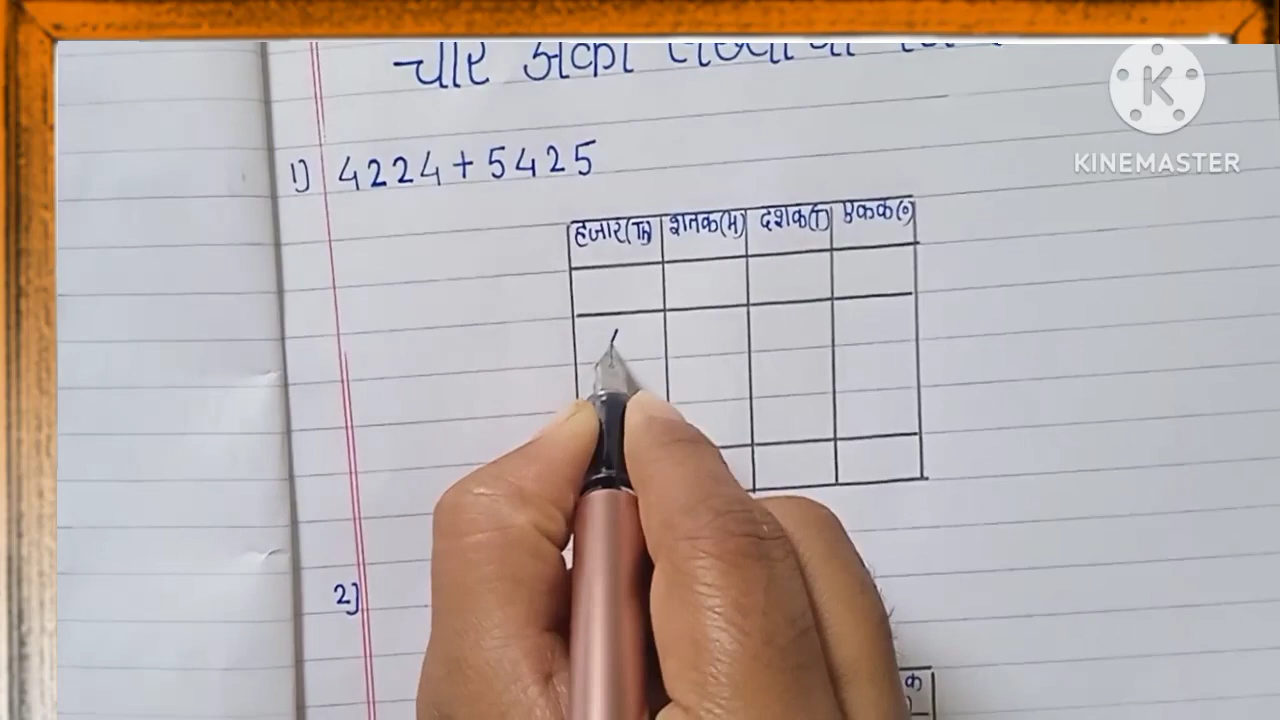 चार अंकी
1) 4224 + 5425
हजार(Th) शतक(H) दशक(T) एकक(O)
2]
क
KINEMASTER